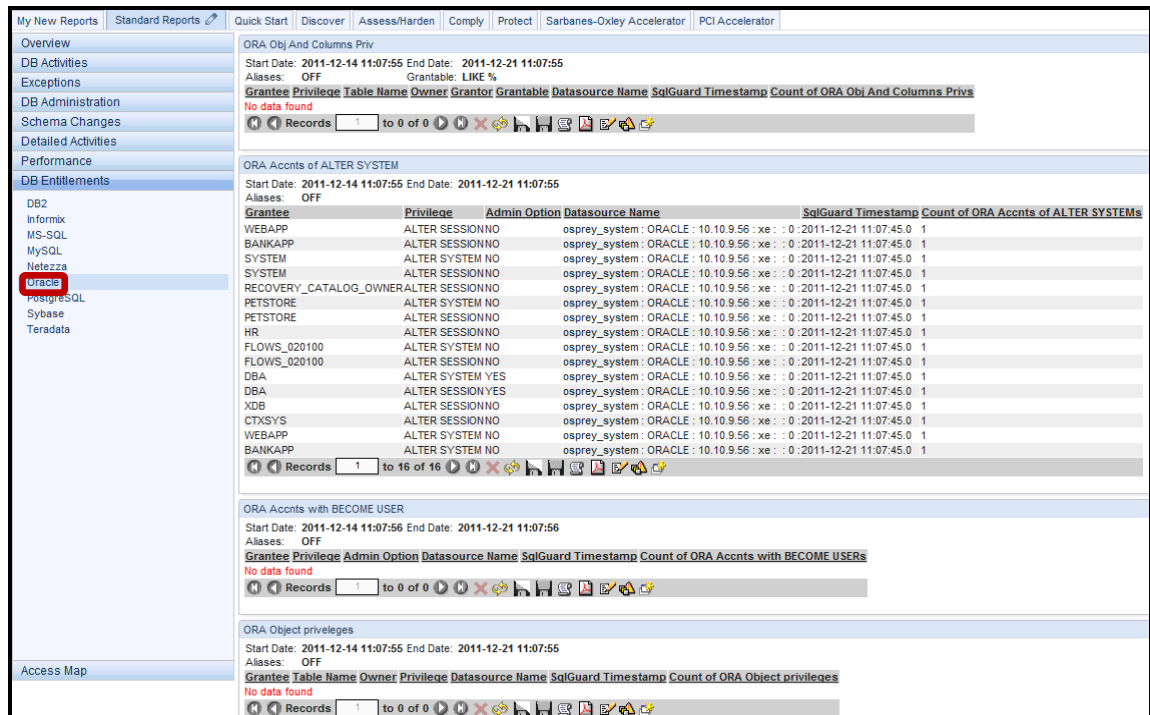 My New Reports Standard Reports Quick Start Discover Assess/Harden Comply Protect Sarbanes-Oxley Accelerator PCI Accelerator
Overview
DB Activities
Exceptions
DB Administration
Schema Changes
Detailed Activities
Performance
DB Entitlements
DB2
Informix
MS-SQL
MySQL
Netezza
Oracle
PostgreSQL
Sybase
Teradata
Access Map
ORA Obj And Columns Priv
Start Date: 2011-12-14 11:07:55 End Date: 2011-12-21 11:07:55
Aliases: OFF Grantable: LIKE %
Grantee Privilege Table Name Owner Grantor Grantable Datasource Name SqlGuard Timestamp Count of ORA Obj And Columns Privs
No data found
Records 1 to 0 of 0
ORA Accnts of ALTER SYSTEM
Start Date: 2011-12-14 11:07:55 End Date: 2011-12-21 11:07:55
Aliases: OFF
Grantee Privilege Admin Option Datasource Name SqlGuard Timestamp Count of ORA Accnts of ALTER SYSTEMs
WEBAPP ALTER SESSION NO osprey_system : ORACLE : 10.10.9.56 : xe : : 0 : 2011-12-21 11:07:45.0 1
BANKAPP ALTER SESSION NO osprey_system : ORACLE : 10.10.9.56 : xe : : 0 : 2011-12-21 11:07:45.0 1
SYSTEM ALTER SYSTEM NO osprey_system : ORACLE : 10.10.9.56 : xe : : 0 : 2011-12-21 11:07:45.0 1
SYSTEM ALTER SESSION NO osprey_system : ORACLE : 10.10.9.56 : xe : : 0 : 2011-12-21 11:07:45.0 1
RECOVERY_CATALOG_OWNER ALTER SESSION NO osprey_system : ORACLE : 10.10.9.56 : xe : : 0 : 2011-12-21 11:07:45.0 1
PETSTORE ALTER SYSTEM NO osprey_system : ORACLE : 10.10.9.56 : xe : : 0 : 2011-12-21 11:07:45.0 1
PETSTORE ALTER SESSION NO osprey_system : ORACLE : 10.10.9.56 : xe : : 0 : 2011-12-21 11:07:45.0 1
HR ALTER SESSION NO osprey_system : ORACLE : 10.10.9.56 : xe : : 0 : 2011-12-21 11:07:45.0 1
FLOWS_020100 ALTER SYSTEM NO osprey_system : ORACLE : 10.10.9.56 : xe : : 0 : 2011-12-21 11:07:45.0 1
FLOWS_020100 ALTER SESSION NO osprey_system : ORACLE : 10.10.9.56 : xe : : 0 : 2011-12-21 11:07:45.0 1
DBA ALTER SYSTEM YES osprey_system : ORACLE : 10.10.9.56 : xe : : 0 : 2011-12-21 11:07:45.0 1
DBA ALTER SESSION YES osprey_system : ORACLE : 10.10.9.56 : xe : : 0 : 2011-12-21 11:07:45.0 1
XDB ALTER SESSION NO osprey_system : ORACLE : 10.10.9.56 : xe : : 0 : 2011-12-21 11:07:45.0 1
CTXSYS ALTER SESSION NO osprey_system : ORACLE : 10.10.9.56 : xe : : 0 : 2011-12-21 11:07:45.0 1
WEBAPP ALTER SYSTEM NO osprey_system : ORACLE : 10.10.9.56 : xe : : 0 : 2011-12-21 11:07:45.0 1
BANKAPP ALTER SYSTEM NO osprey_system : ORACLE : 10.10.9.56 : xe : : 0 : 2011-12-21 11:07:45.0 1
Records 1 to 16 of 16
ORA Accnts with BECOME USER
Start Date: 2011-12-14 11:07:56 End Date: 2011-12-21 11:07:56
Aliases: OFF
Grantee Privilege Admin Option Datasource Name SqlGuard Timestamp Count of ORA Accnts with BECOME USERs
No data found
Records 1 to 0 of 0
ORA Object priveleges
Start Date: 2011-12-14 11:07:55 End Date: 2011-12-21 11:07:55
Aliases: OFF
Grantee Table Name Owner Privilege Datasource Name SqlGuard Timestamp Count of ORA Object privileges
No data found
Records 1 to 0 of 0